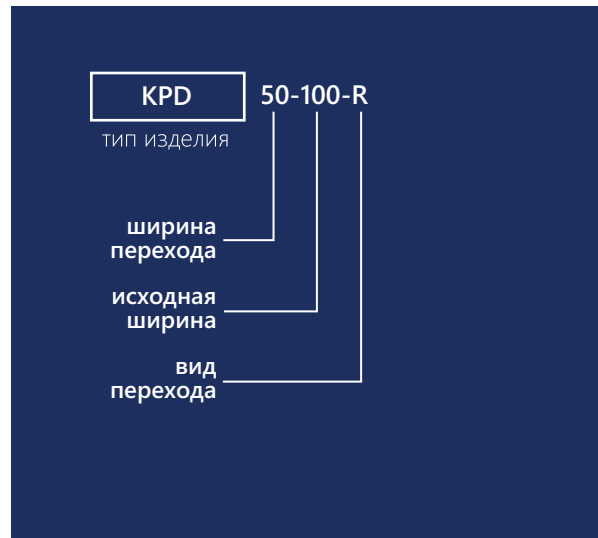 KPD 50-100-R
тип изделия
ширина
перехода
исходная
ширина
вид
перехода